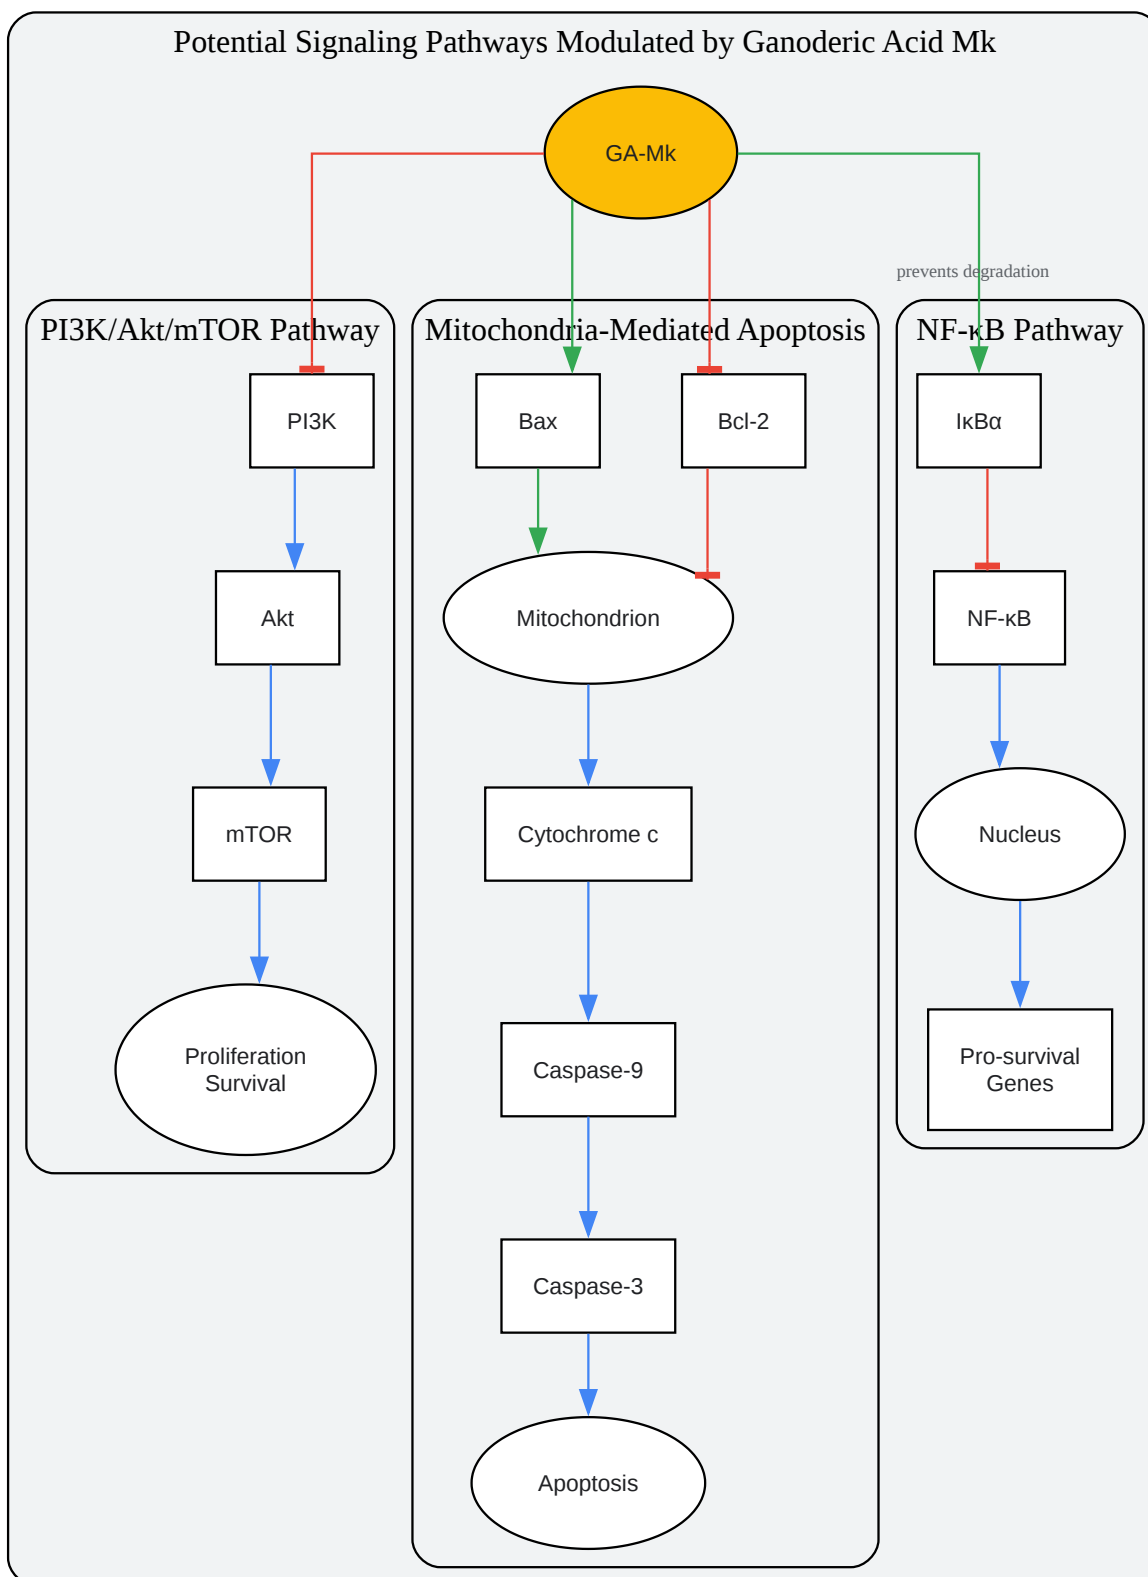 Potential Signaling Pathways Modulated by Ganoderic Acid Mk
GA-Mk
prevents degradation
PI3K/Akt/mTOR Pathway
Mitochondria-Mediated Apoptosis
NF-κB Pathway
PI3K
Bax
Bcl-2
IκBα
Akt
Mitochondrion
NF-κB
mTOR
Cytochrome c
Nucleus
Proliferation
Survival
Caspase-9
Pro-survival
Genes
Caspase-3
Apoptosis